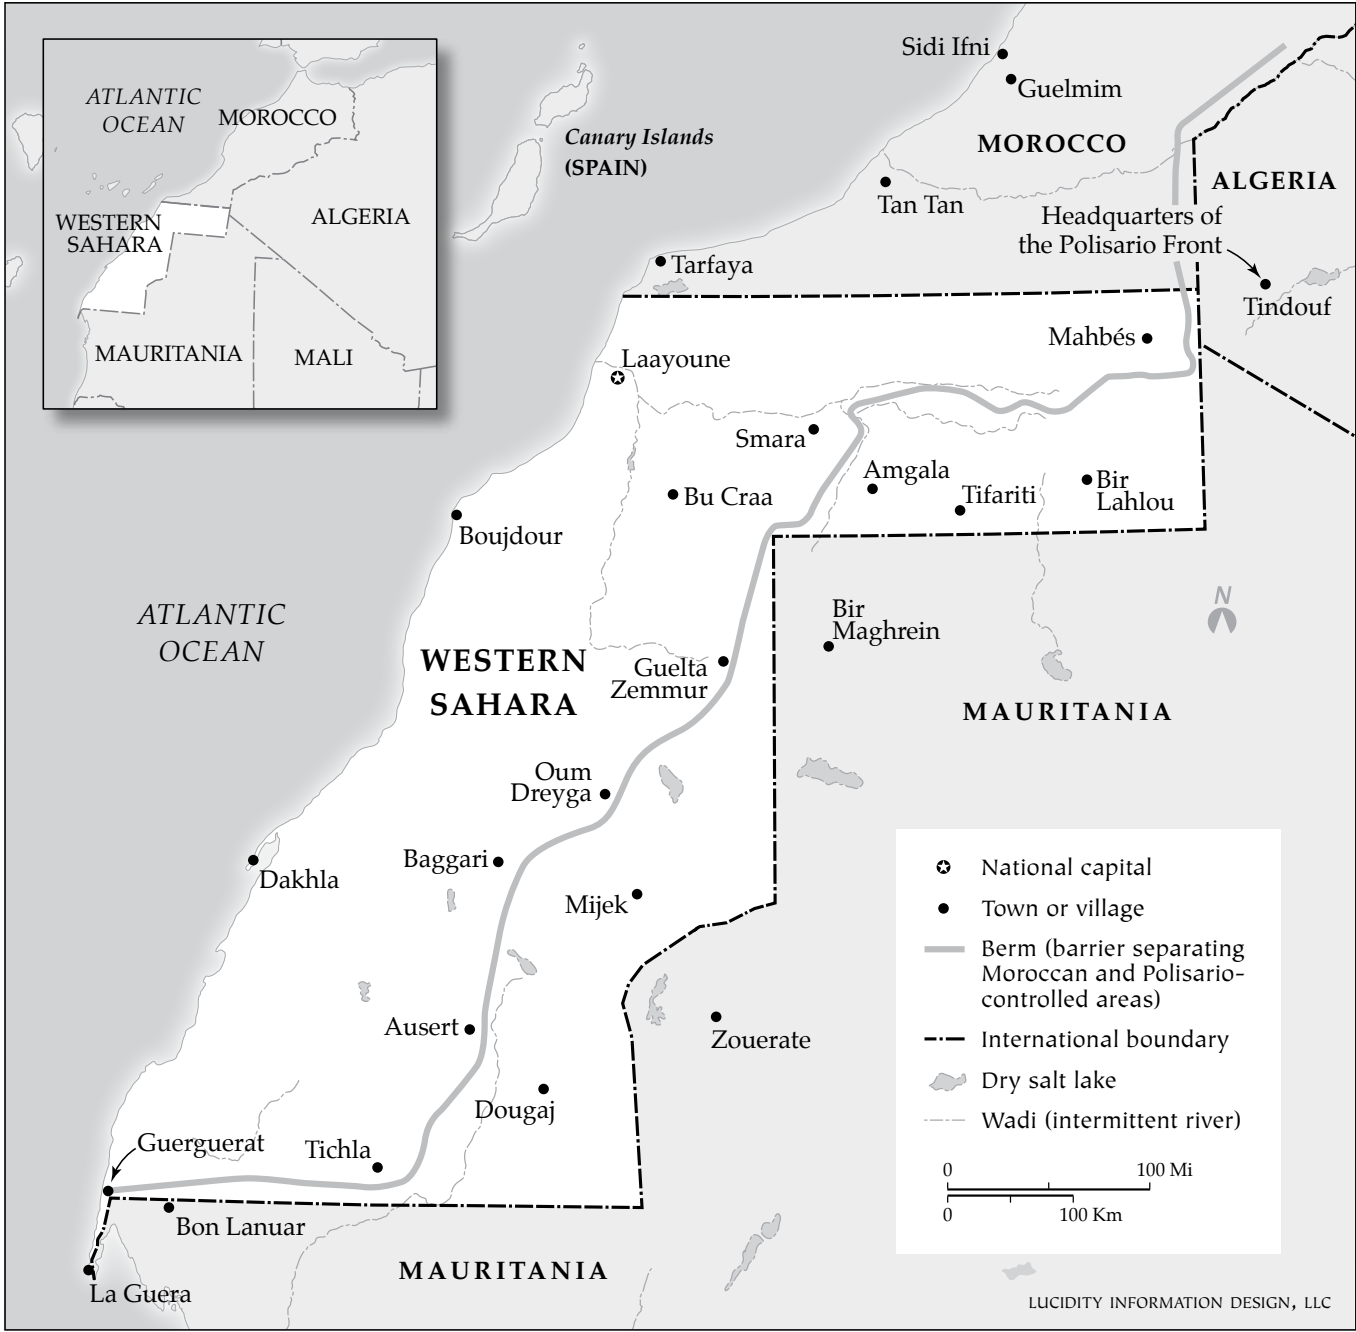 ATLANTIC
OCEAN
MOROCCO
WESTERN
SAHARA
ALGERIA
MAURITANIA
MALI
Canary Islands
(SPAIN)
Sidi Ifni
Guelmim
MOROCCO
Tan Tan
ALGERIA
Headquarters of
the Polisario Front
Tindouf
Tarfaya
Mahbés
Laayoune
Smara
Bu Craa
Amgala
Tifariti
Bir
Lahlou
Boujdour
ATLANTIC
OCEAN
WESTERN
SAHARA
Guelta
Zemmur
Bir
Maghrein
N
MAURITANIA
Oum
Dreyga
Baggari
Dakhla
Mijek
Ausert
Zouerate
Dougaj
Guerguerat
Tichla
Bon Lanuar
La Guera
MAURITANIA
National capital
Town or village
Berm (barrier separating
Moroccan and Polisario-
controlled areas)
International boundary
Dry salt lake
Wadi (intermittent river)
0 100 Mi
0 100 Km
LUCIDITY INFORMATION DESIGN, LLC